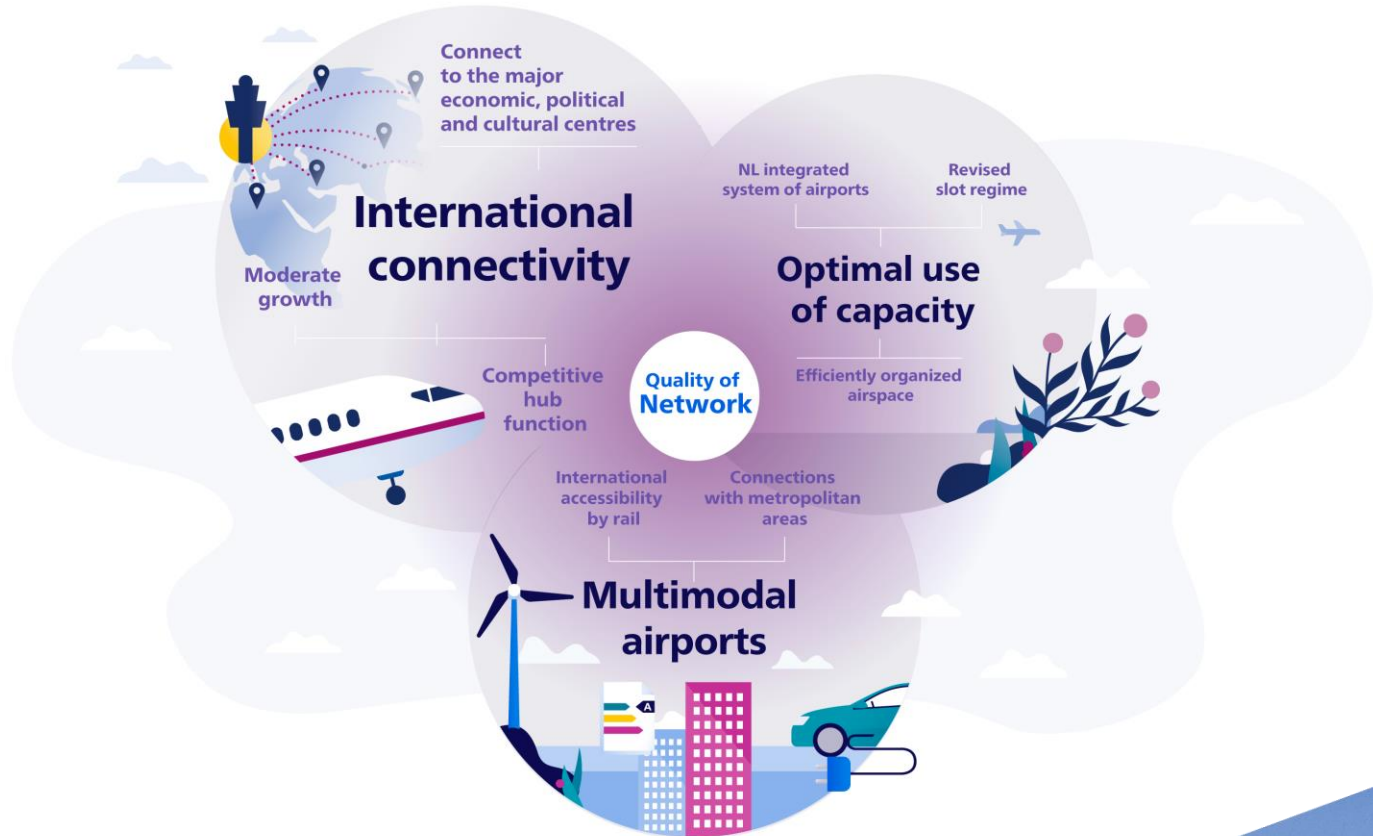 Connect
to the major
economic, political
and cultural centres
International
connectivity
Moderate
growth
Competitive
hub
function
NL integrated
system of airports
Revised
slot regime
Optimal use
of capacity
Efficiently organized
airspace
Quality of
Network
International
accessibility
by rail
Connections
with metropolitan
areas
Multimodal
airports
A